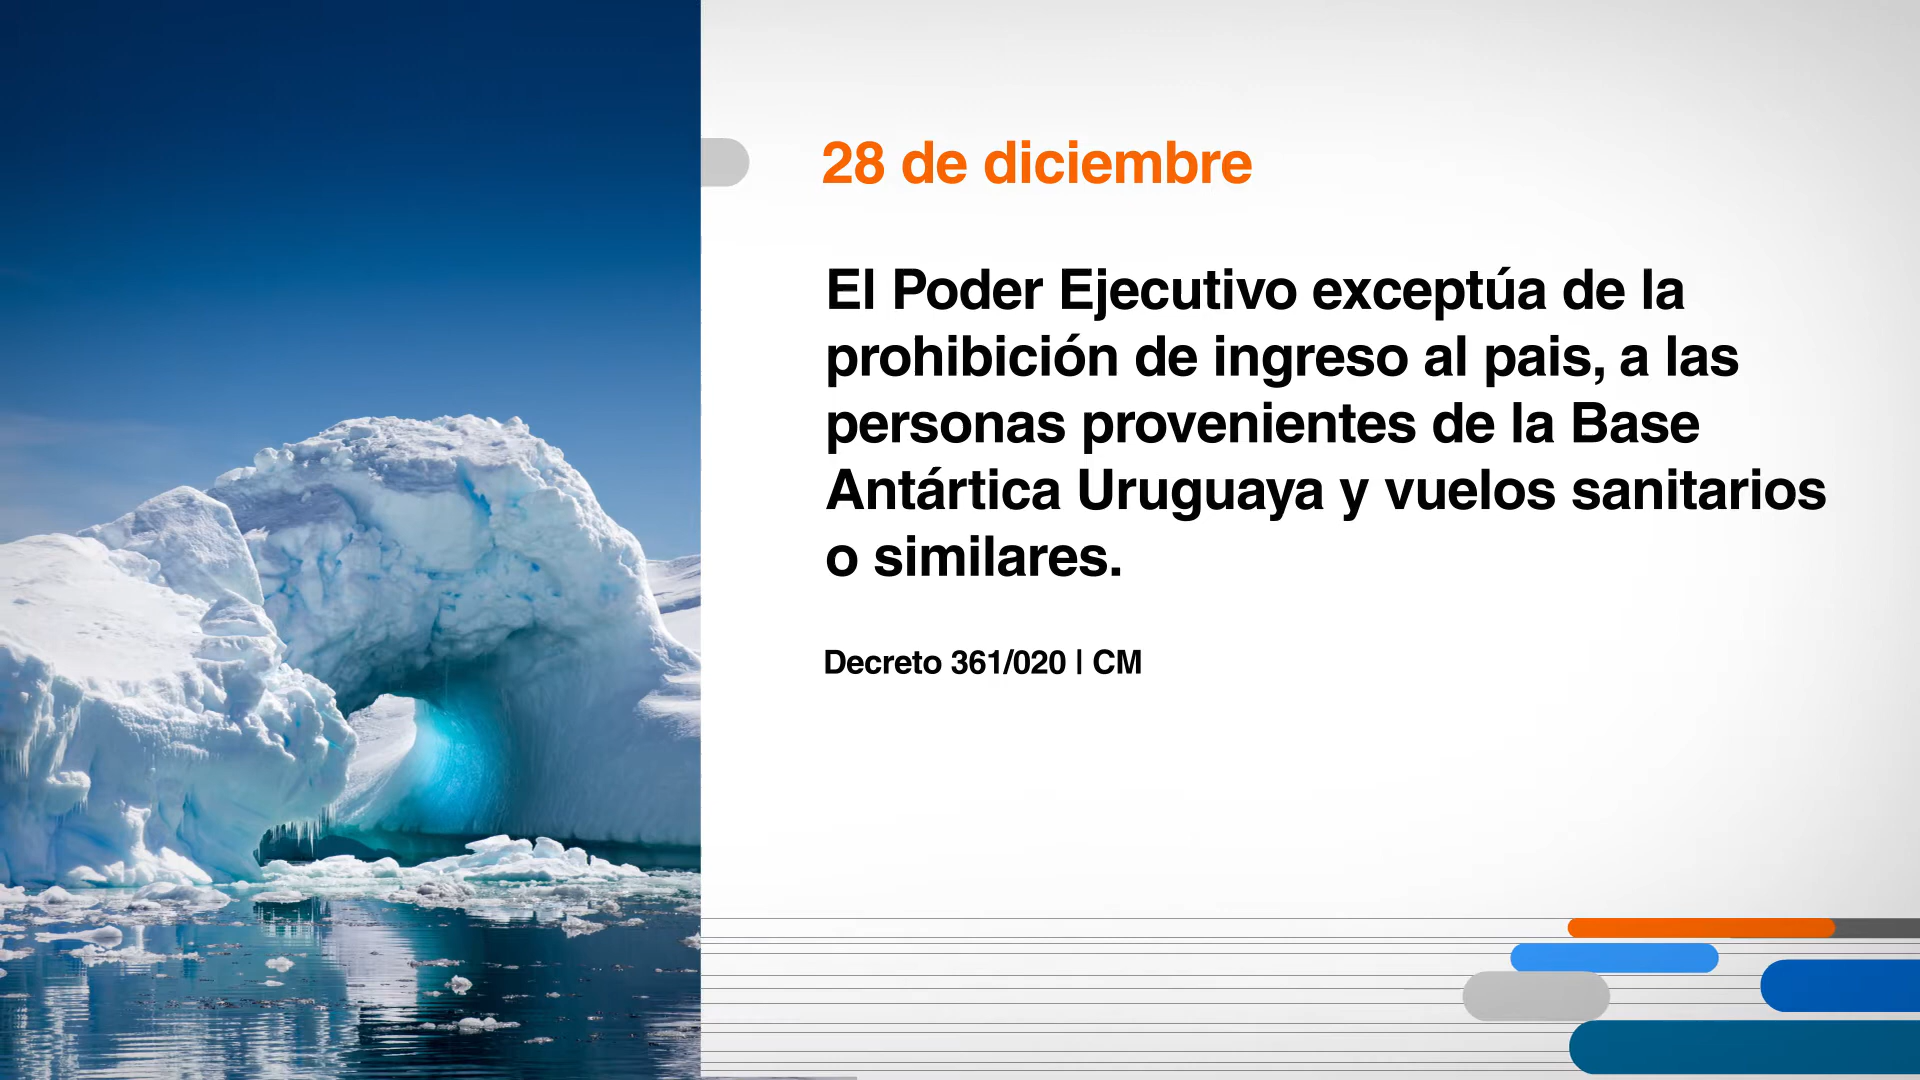 28 de diciembre
El Poder Ejecutivo exceptúa de la
prohibición de ingreso al pais, a las
personas provenientes de la Base
Antártica Uruguaya y vuelos sanitarios
o similares.
Decreto 361/020 | CM